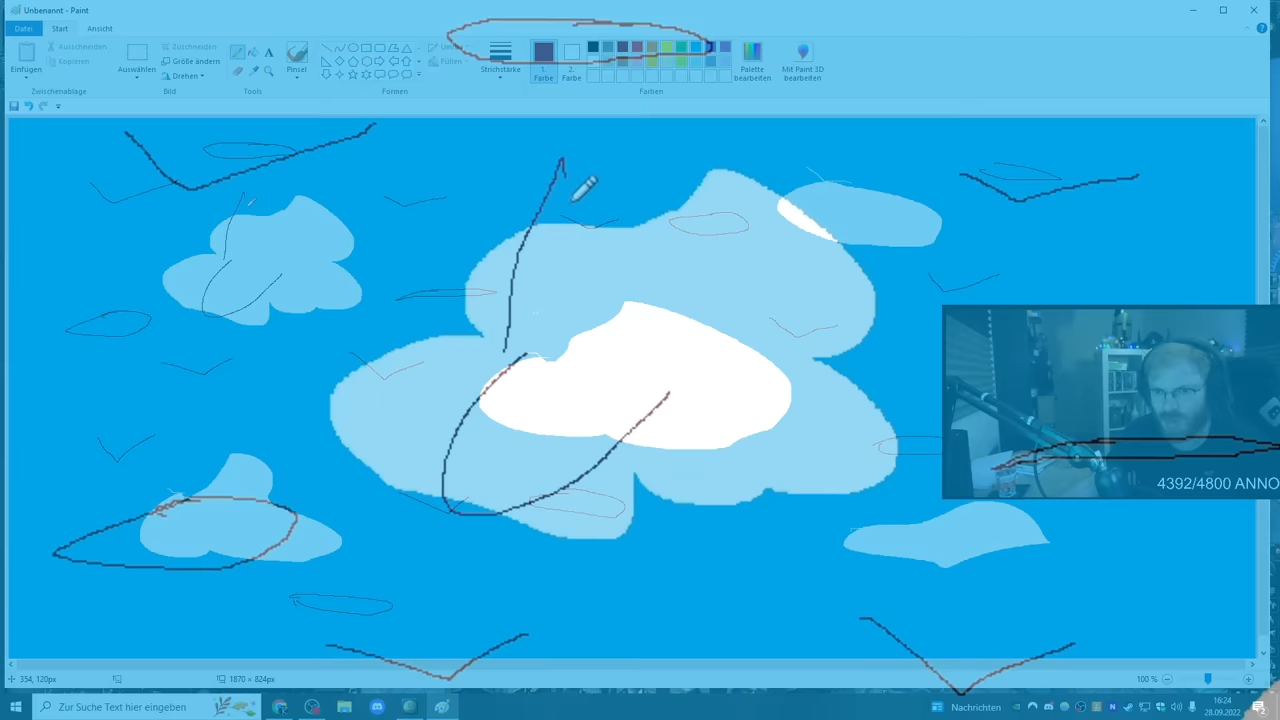 Unbenannt - Paint
Datei Start Ansicht
Einfügen
Ausschneiden
Kopieren
Zwischenablage
Auswählen
Zuschneiden
Größe ändern
Drehen
Bild
A
Tools
Pinsel
Formen
Füllen
Strichstärke
1.
Farbe
2.
Farbe
Farben
Palette
bearbeiten
Mit Paint 3D
bearbeiten
4392/4800 ANNO
354, 120px
1870 × 824px
100 %
Zur Suche Text hier eingeben
Nachrichten
16:24
28.09.2022
2